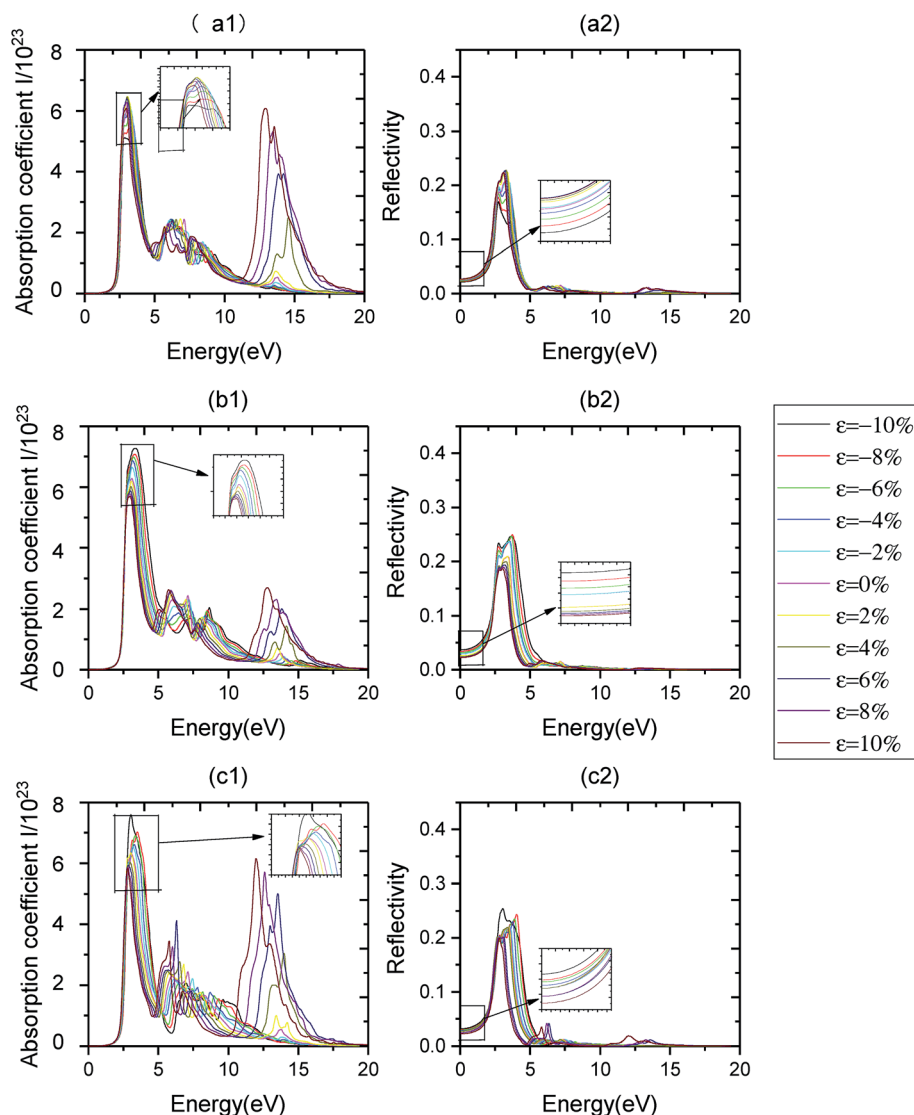 ( a1)
Absorption coefficient I/10²³
8
6
4
2
0
0 5 10 15 20
Energy(eV)
(a2)
Reflectivity
0.4
0.3
0.2
0.1
0.0
0 5 10 15 20
Energy(eV)
(b1)
Absorption coefficient I/10²³
8
6
4
2
0
0 5 10 15 20
Energy(eV)
(b2)
Reflectivity
0.4
0.3
0.2
0.1
0.0
0 5 10 15 20
Energy(eV)
(c1)
Absorption coefficient I/10²³
8
6
4
2
0
0 5 10 15 20
Energy(eV)
(c2)
Reflectivity
0.4
0.3
0.2
0.1
0.0
0 5 10 15 20
Energy(eV)
ε=−10%
ε=−8%
ε=−6%
ε=−4%
ε=−2%
ε=0%
ε=2%
ε=4%
ε=6%
ε=8%
ε=10%